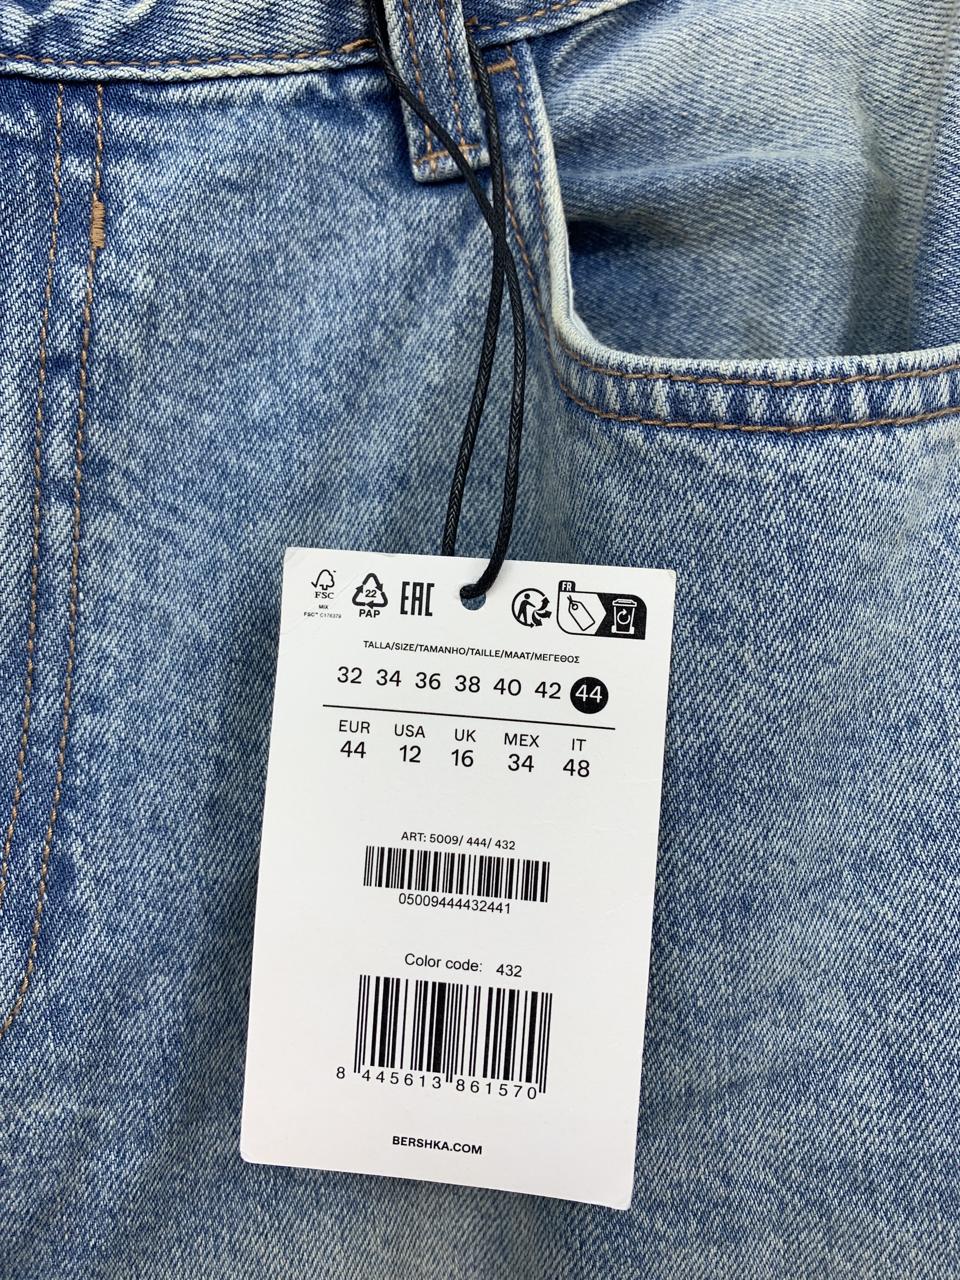 FSC
MIX
FSC™ C176379
22
PAP
EAC
FR
TALLA/SIZE/TAMANHO/TAILLE/MAAT/ΜΕΓΕΘΟΣ
32 34 36 38 40 42 44
EUR USA UK MEX IT
44 12 16 34 48
ART: 5009/ 444/ 432
05009444432441
Color code: 432
8 445613 861570
BERSHKA.COM